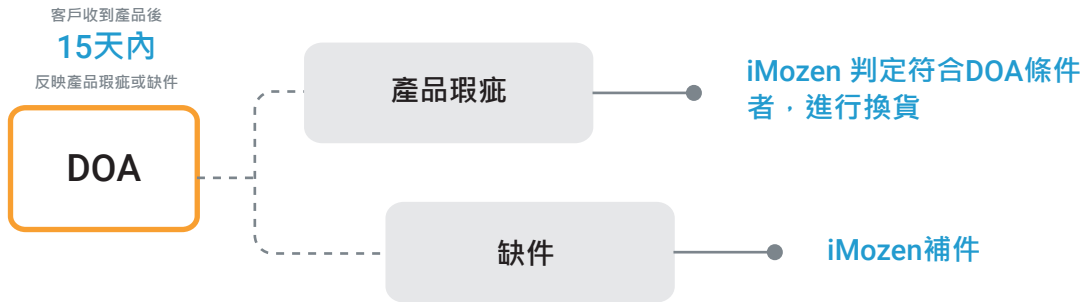 客戶收到產品後
15天內
反映產品瑕疵或缺件
DOA
產品瑕疵
iMozen 判定符合DOA條件
者，進行換貨
缺件
iMozen補件